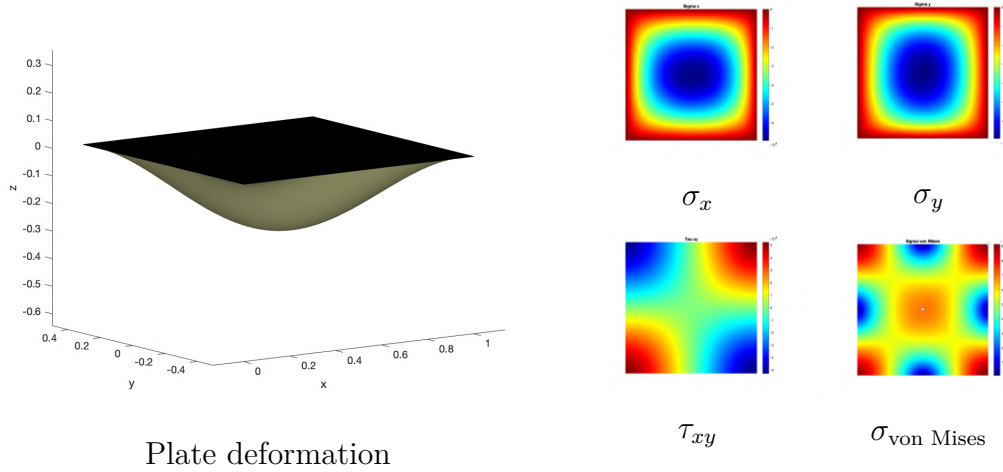 Sigma x
Sigma y
0.3
0.2
0.1
0
-0.1
-0.2
-0.3
-0.4
-0.5
-0.6
z
0.4
0.2
0
-0.2
-0.4
y
0
0.2
0.4
0.6
0.8
1
x
σx
σy
Tau xy
Sigma von Mises
τxy
σvon Mises
Plate deformation